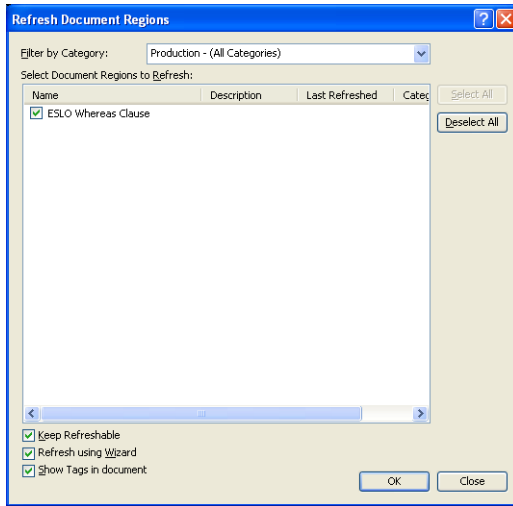 Refresh Document Regions
Filter by Category: Production - (All Categories)
Select Document Regions to Refresh:
Name Description Last Refreshed Categ Select All
ESLO Whereas Clause
Deselect All
Keep Refreshable
Refresh using Wizard
Show Tags in document
OK Close